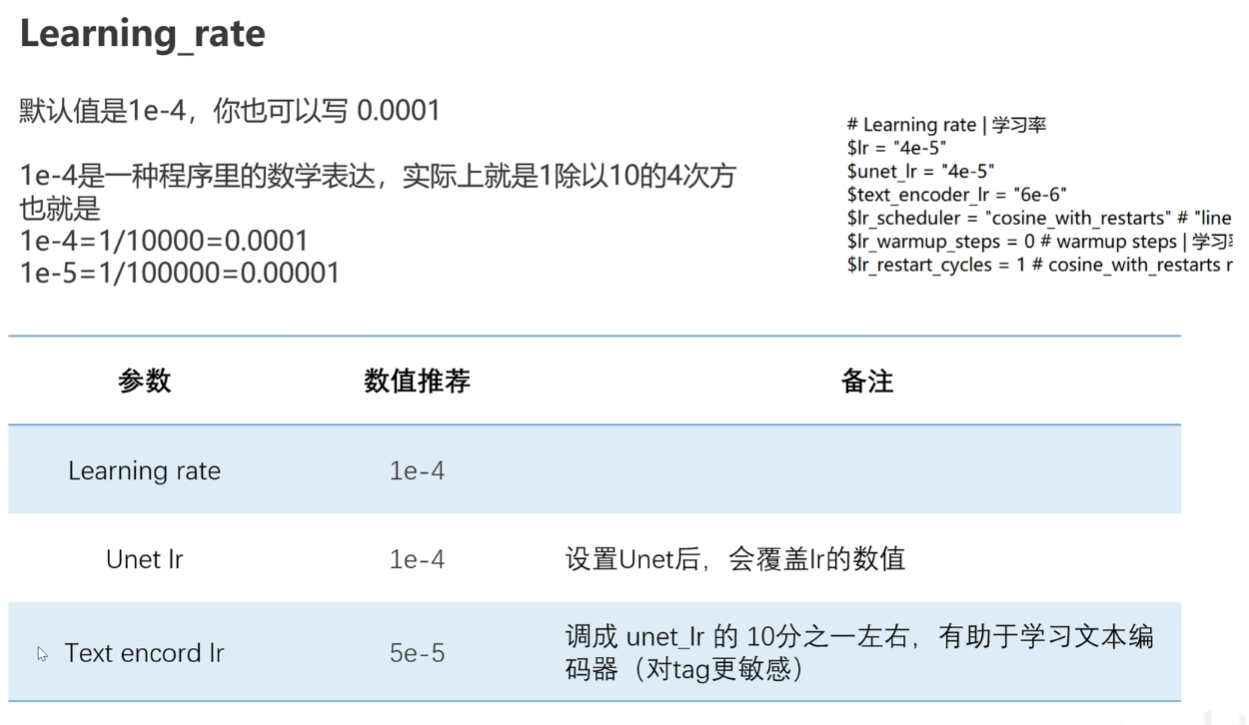 Learning_rate
默认值是1e-4，你也可以写 0.0001
1e-4是一种程序里的数学表达，实际上就是1除以10的4次方
也就是
1e-4=1/10000=0.0001
1e-5=1/100000=0.00001
# Learning rate | 学习率
$lr = "4e-5"
$unet_lr = "4e-5"
$text_encoder_lr = "6e-6"
$lr_scheduler = "cosine_with_restarts" # "line
$lr_warmup_steps = 0 # warmup steps | 学习
$lr_restart_cycles = 1 # cosine_with_restarts r
参数 数值推荐 备注
Learning rate 1e-4
Unet lr 1e-4 设置Unet后，会覆盖lr的数值
Text encord lr 5e-5 调成 unet_lr 的 10分之一左右，有助于学习文本编
码器（对tag更敏感）